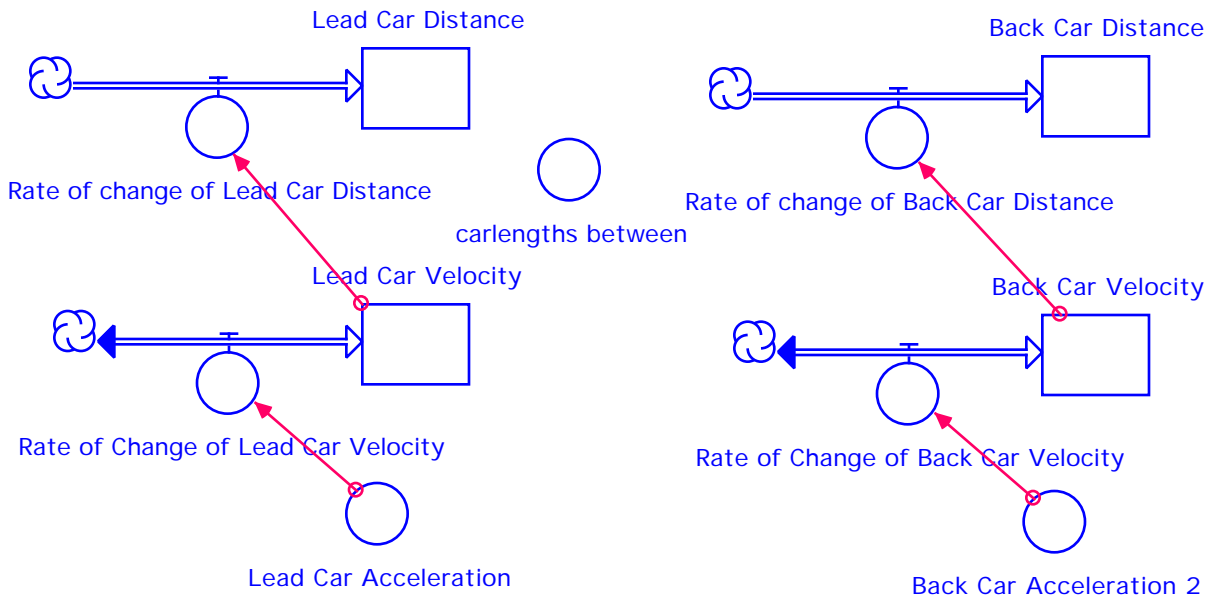 Lead Car Distance
Back Car Distance
Rate of change of Lead Car Distance
Rate of change of Back Car Distance
carlengths between
Lead Car Velocity
Back Car Velocity
Rate of Change of Lead Car Velocity
Rate of Change of Back Car Velocity
Lead Car Acceleration
Back Car Acceleration 2